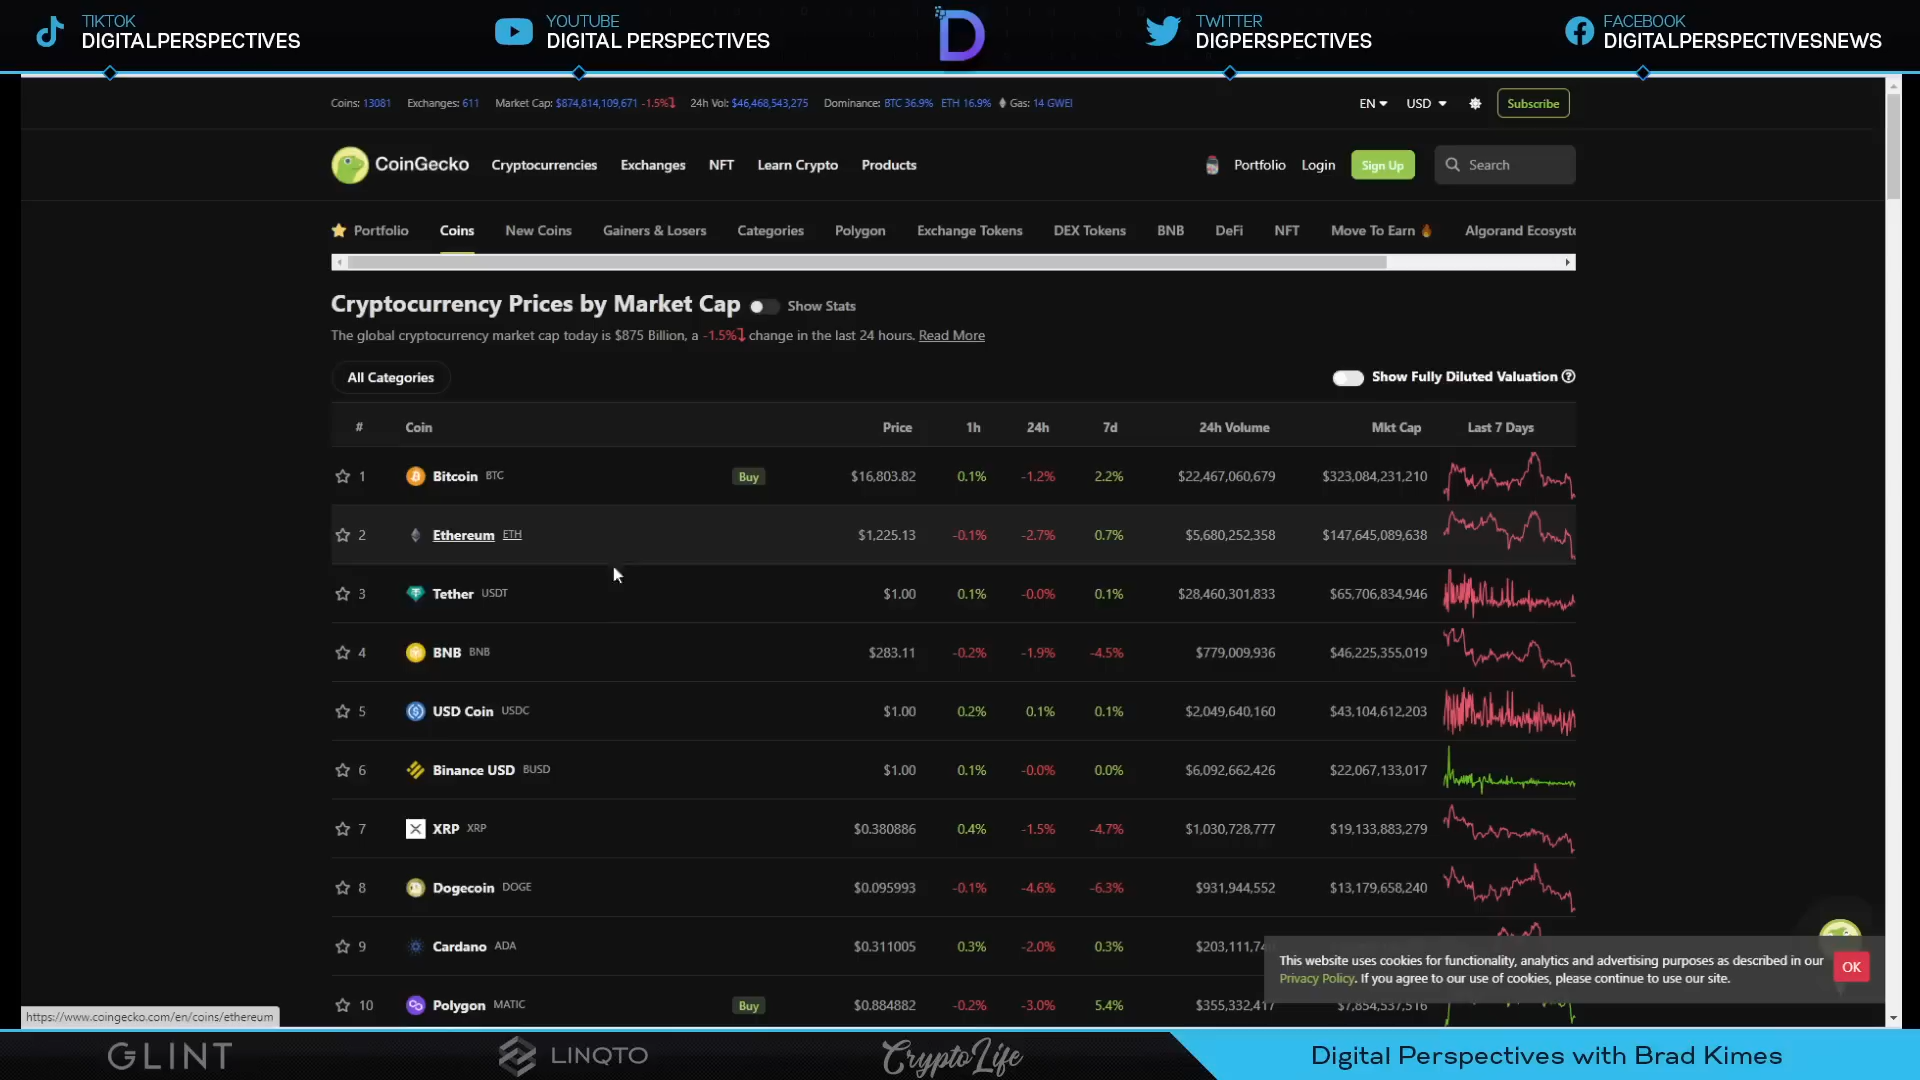 TIKTOK
DIGITALPERSPECTIVES
YOUTUBE
DIGITAL PERSPECTIVES
D
TWITTER
DIGPERSPECTIVES
FACEBOOK
DIGITALPERSPECTIVESNEWS
Coins: 13081 Exchanges: 611 Market Cap: $874,814,109,671 -1.5% 24h Vol: $46,468,543,275 Dominance: BTC 36.9% ETH 16.9% Gas: 14 GWEI
EN USD Subscribe
CoinGecko Cryptocurrencies Exchanges NFT Learn Crypto Products Portfolio Login Sign Up Search
Portfolio Coins New Coins Gainers & Losers Categories Polygon Exchange Tokens DEX Tokens BNB DeFi NFT Move To Earn Algorand Ecosyste
Cryptocurrency Prices by Market Cap Show Stats
The global cryptocurrency market cap today is $875 Billion, a -1.5% change in the last 24 hours. Read More
All Categories Show Fully Diluted Valuation
# Coin Price 1h 24h 7d 24h Volume Mkt Cap Last 7 Days
1 Bitcoin BTC Buy $16,803.82 0.1% -1.2% 2.2% $22,467,060,679 $323,084,231,210
2 Ethereum ETH $1,225.13 -0.1% -2.7% 0.7% $5,680,252,358 $147,645,089,638
3 Tether USDT $1.00 0.1% -0.0% 0.1% $28,460,301,833 $65,706,834,946
4 BNB BNB $283.11 -0.2% -1.9% -4.5% $779,009,936 $46,225,355,019
5 USD Coin USDC $1.00 0.2% 0.1% 0.1% $2,049,640,160 $43,104,612,203
6 Binance USD BUSD $1.00 0.1% -0.0% 0.0% $6,092,662,426 $22,067,133,017
7 XRP XRP $0.380886 0.4% -1.5% -4.7% $1,030,728,777 $19,133,883,279
8 Dogecoin DOGE $0.095993 -0.1% -4.6% -6.3% $931,944,552 $13,179,658,240
9 Cardano ADA $0.311005 0.3% -2.0% 0.3% $203,111,74
This website uses cookies for functionality, analytics and advertising purposes as described in our
Privacy Policy. If you agree to our use of cookies, please continue to use our site.
OK
10 Polygon MATIC Buy $0.884882 -0.2% -3.0% 5.4% $355,332,417 $7,854,537,516
https://www.coingecko.com/en/coins/ethereum
GLINT LINQTO CryptoLife Digital Perspectives with Brad Kimes